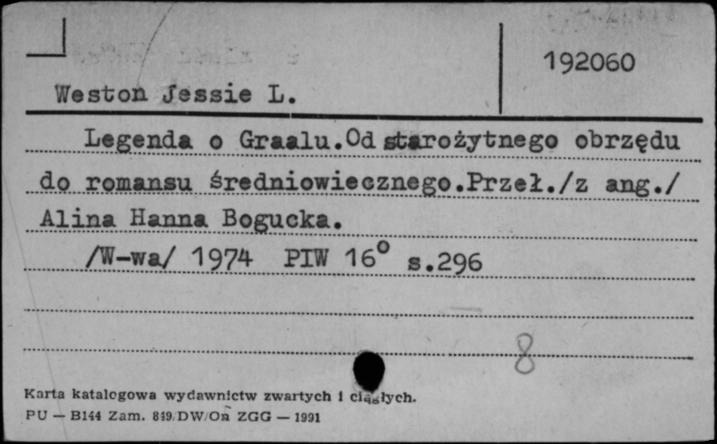 192060
Weston Jessie L.
Legenda o Graalu.Od starożytnego obrzędu
do romansu średniowiecznego.Przeł./z ang./
Alina Hanna Bogucka.
/W-wa/ 1974 PIW 16° s.296
8
Karta katalogowa wydawnictw zwartych i ciągłych.
PU — B144 Zam. 849/DW/On ZGG — 1991